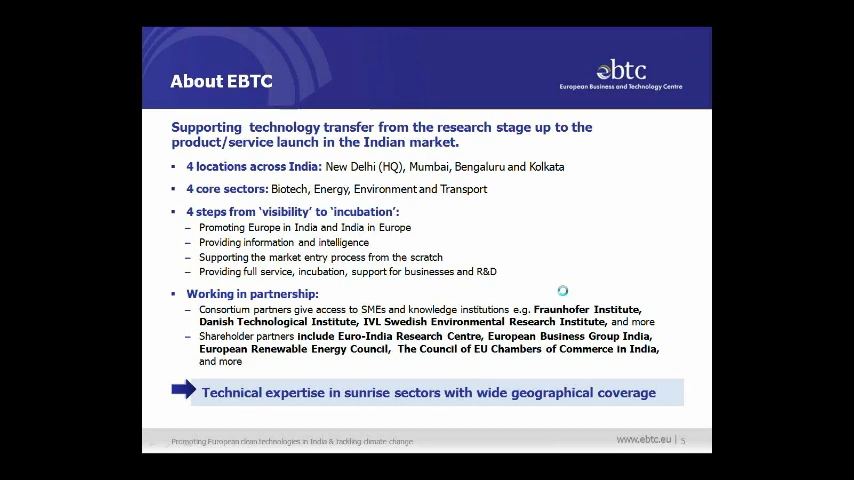 About EBTC
ebtc
European Business and Technology Centre
Supporting technology transfer from the research stage up to the
product/service launch in the Indian market.
▪ 4 locations across India: New Delhi (HQ), Mumbai, Bengaluru and Kolkata
▪ 4 core sectors: Biotech, Energy, Environment and Transport
▪ 4 steps from ‘visibility’ to ‘incubation’:
– Promoting Europe in India and India in Europe
– Providing information and intelligence
– Supporting the market entry process from the scratch
– Providing full service, incubation, support for businesses and R&D
▪ Working in partnership:
– Consortium partners give access to SMEs and knowledge institutions e.g. Fraunhofer Institute,
Danish Technological Institute, IVL Swedish Environmental Research Institute, and more
– Shareholder partners include Euro-India Research Centre, European Business Group India,
European Renewable Energy Council, The Council of EU Chambers of Commerce in India,
and more
Technical expertise in sunrise sectors with wide geographical coverage
Promoting European clean technologies in India & tackling climate change
www.ebtc.eu | 5